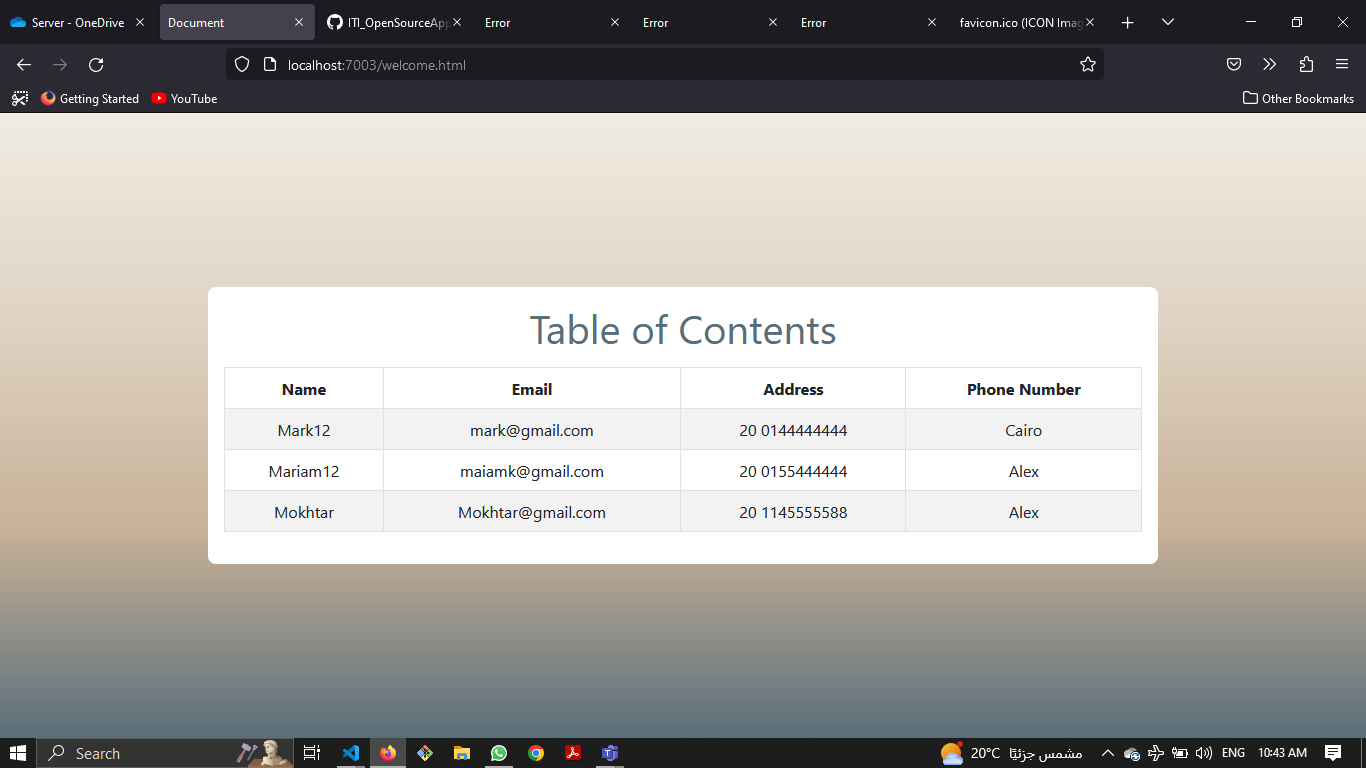 Server - OneDrive Document ITI_OpenSourceApp Error Error Error favicon.ico (ICON Imag
localhost:7003/welcome.html
Getting Started YouTube Other Bookmarks
Table of Contents
Name Email Address Phone Number
Mark12 mark@gmail.com 20 0144444444 Cairo
Mariam12 maiamk@gmail.com 20 0155444444 Alex
Mokhtar Mokhtar@gmail.com 20 1145555588 Alex
Search 20°C مشمس جزئيًا ENG 10:43 AM